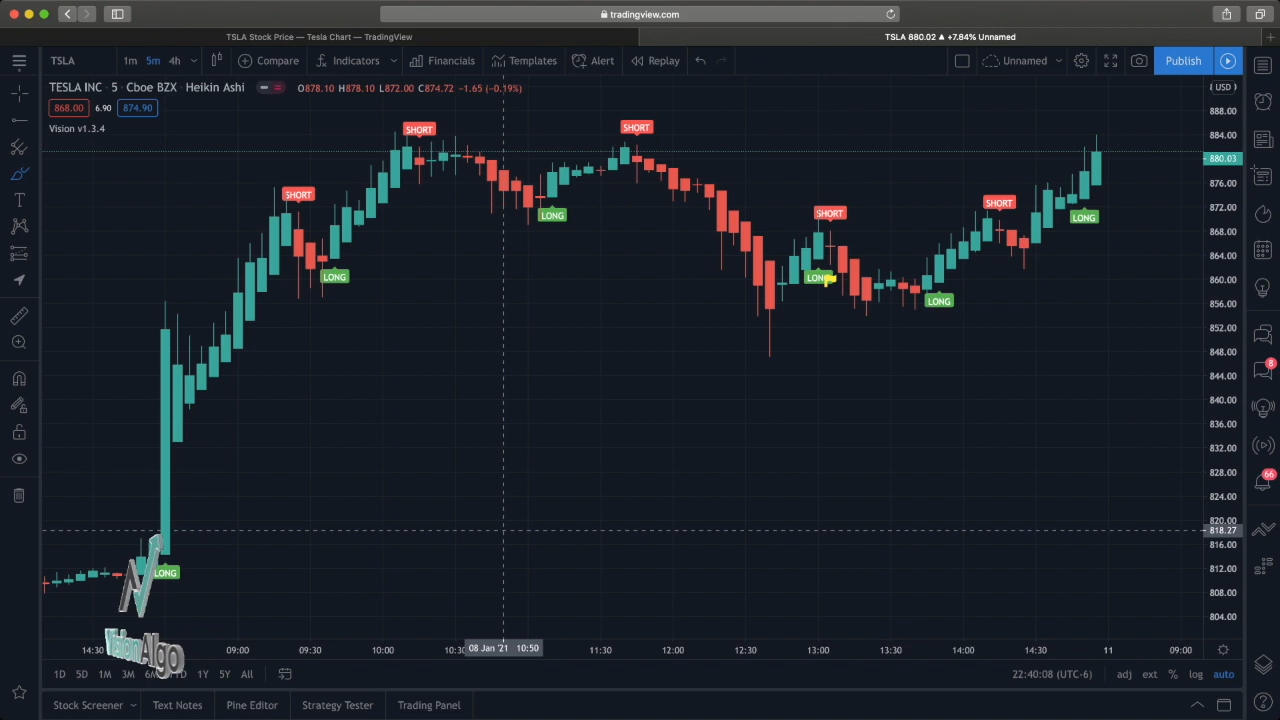 tradingview.com
TSLA Stock Price — Tesla Chart — TradingView
TSLA 880.02 ▲ +7.84% Unnamed
TSLA 1m 5m 4h Compare Indicators Financials Templates Alert Replay Unnamed Publish
TESLA INC · 5 · Cboe BZX · Heikin Ashi O878.10 H878.10 L872.00 C874.72 −1.65 (−0.19%)
USD
868.00 6.90 874.90
Vision v1.3.4
SHORT
SHORT
SHORT
SHORT
SHORT
LONG
LONG
LONG
LONG
LONG
LONG
888.00
884.00
880.03
876.00
872.00
868.00
864.00
860.00
856.00
852.00
848.00
844.00
840.00
836.00
832.00
828.00
824.00
820.00
818.27
816.00
812.00
808.00
804.00
8
66
VisionAlgo
14:30 09:00 09:30 10:00 10:30 08 Jan '21 10:50 11:30 12:00 12:30 13:00 13:30 14:00 14:30 11 09:00
1D 5D 1M 3M 6M YTD 1Y 5Y All 22:40:08 (UTC-6) adj ext % log auto
Stock Screener Text Notes Pine Editor Strategy Tester Trading Panel